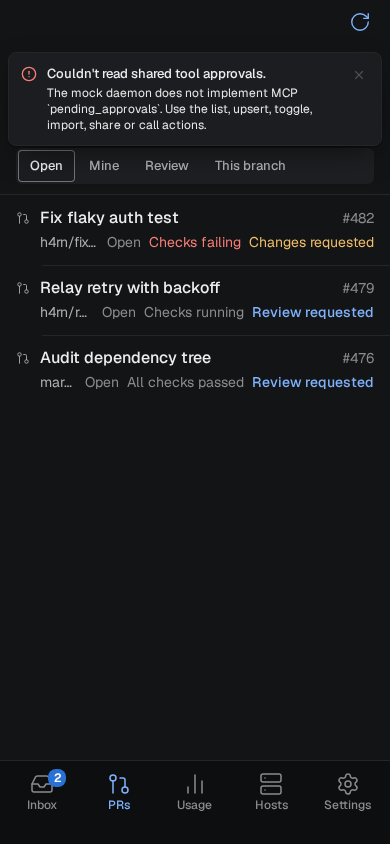 Couldn't read shared tool approvals.
The mock daemon does not implement MCP
`pending_approvals`. Use the list, upsert, toggle,
import, share or call actions.
Open Mine Review This branch
Fix flaky auth test #482
h4m/fix... Open Checks failing Changes requested
Relay retry with backoff #479
h4m/r... Open Checks running Review requested
Audit dependency tree #476
mar... Open All checks passed Review requested
2
Inbox PRs Usage Hosts Settings